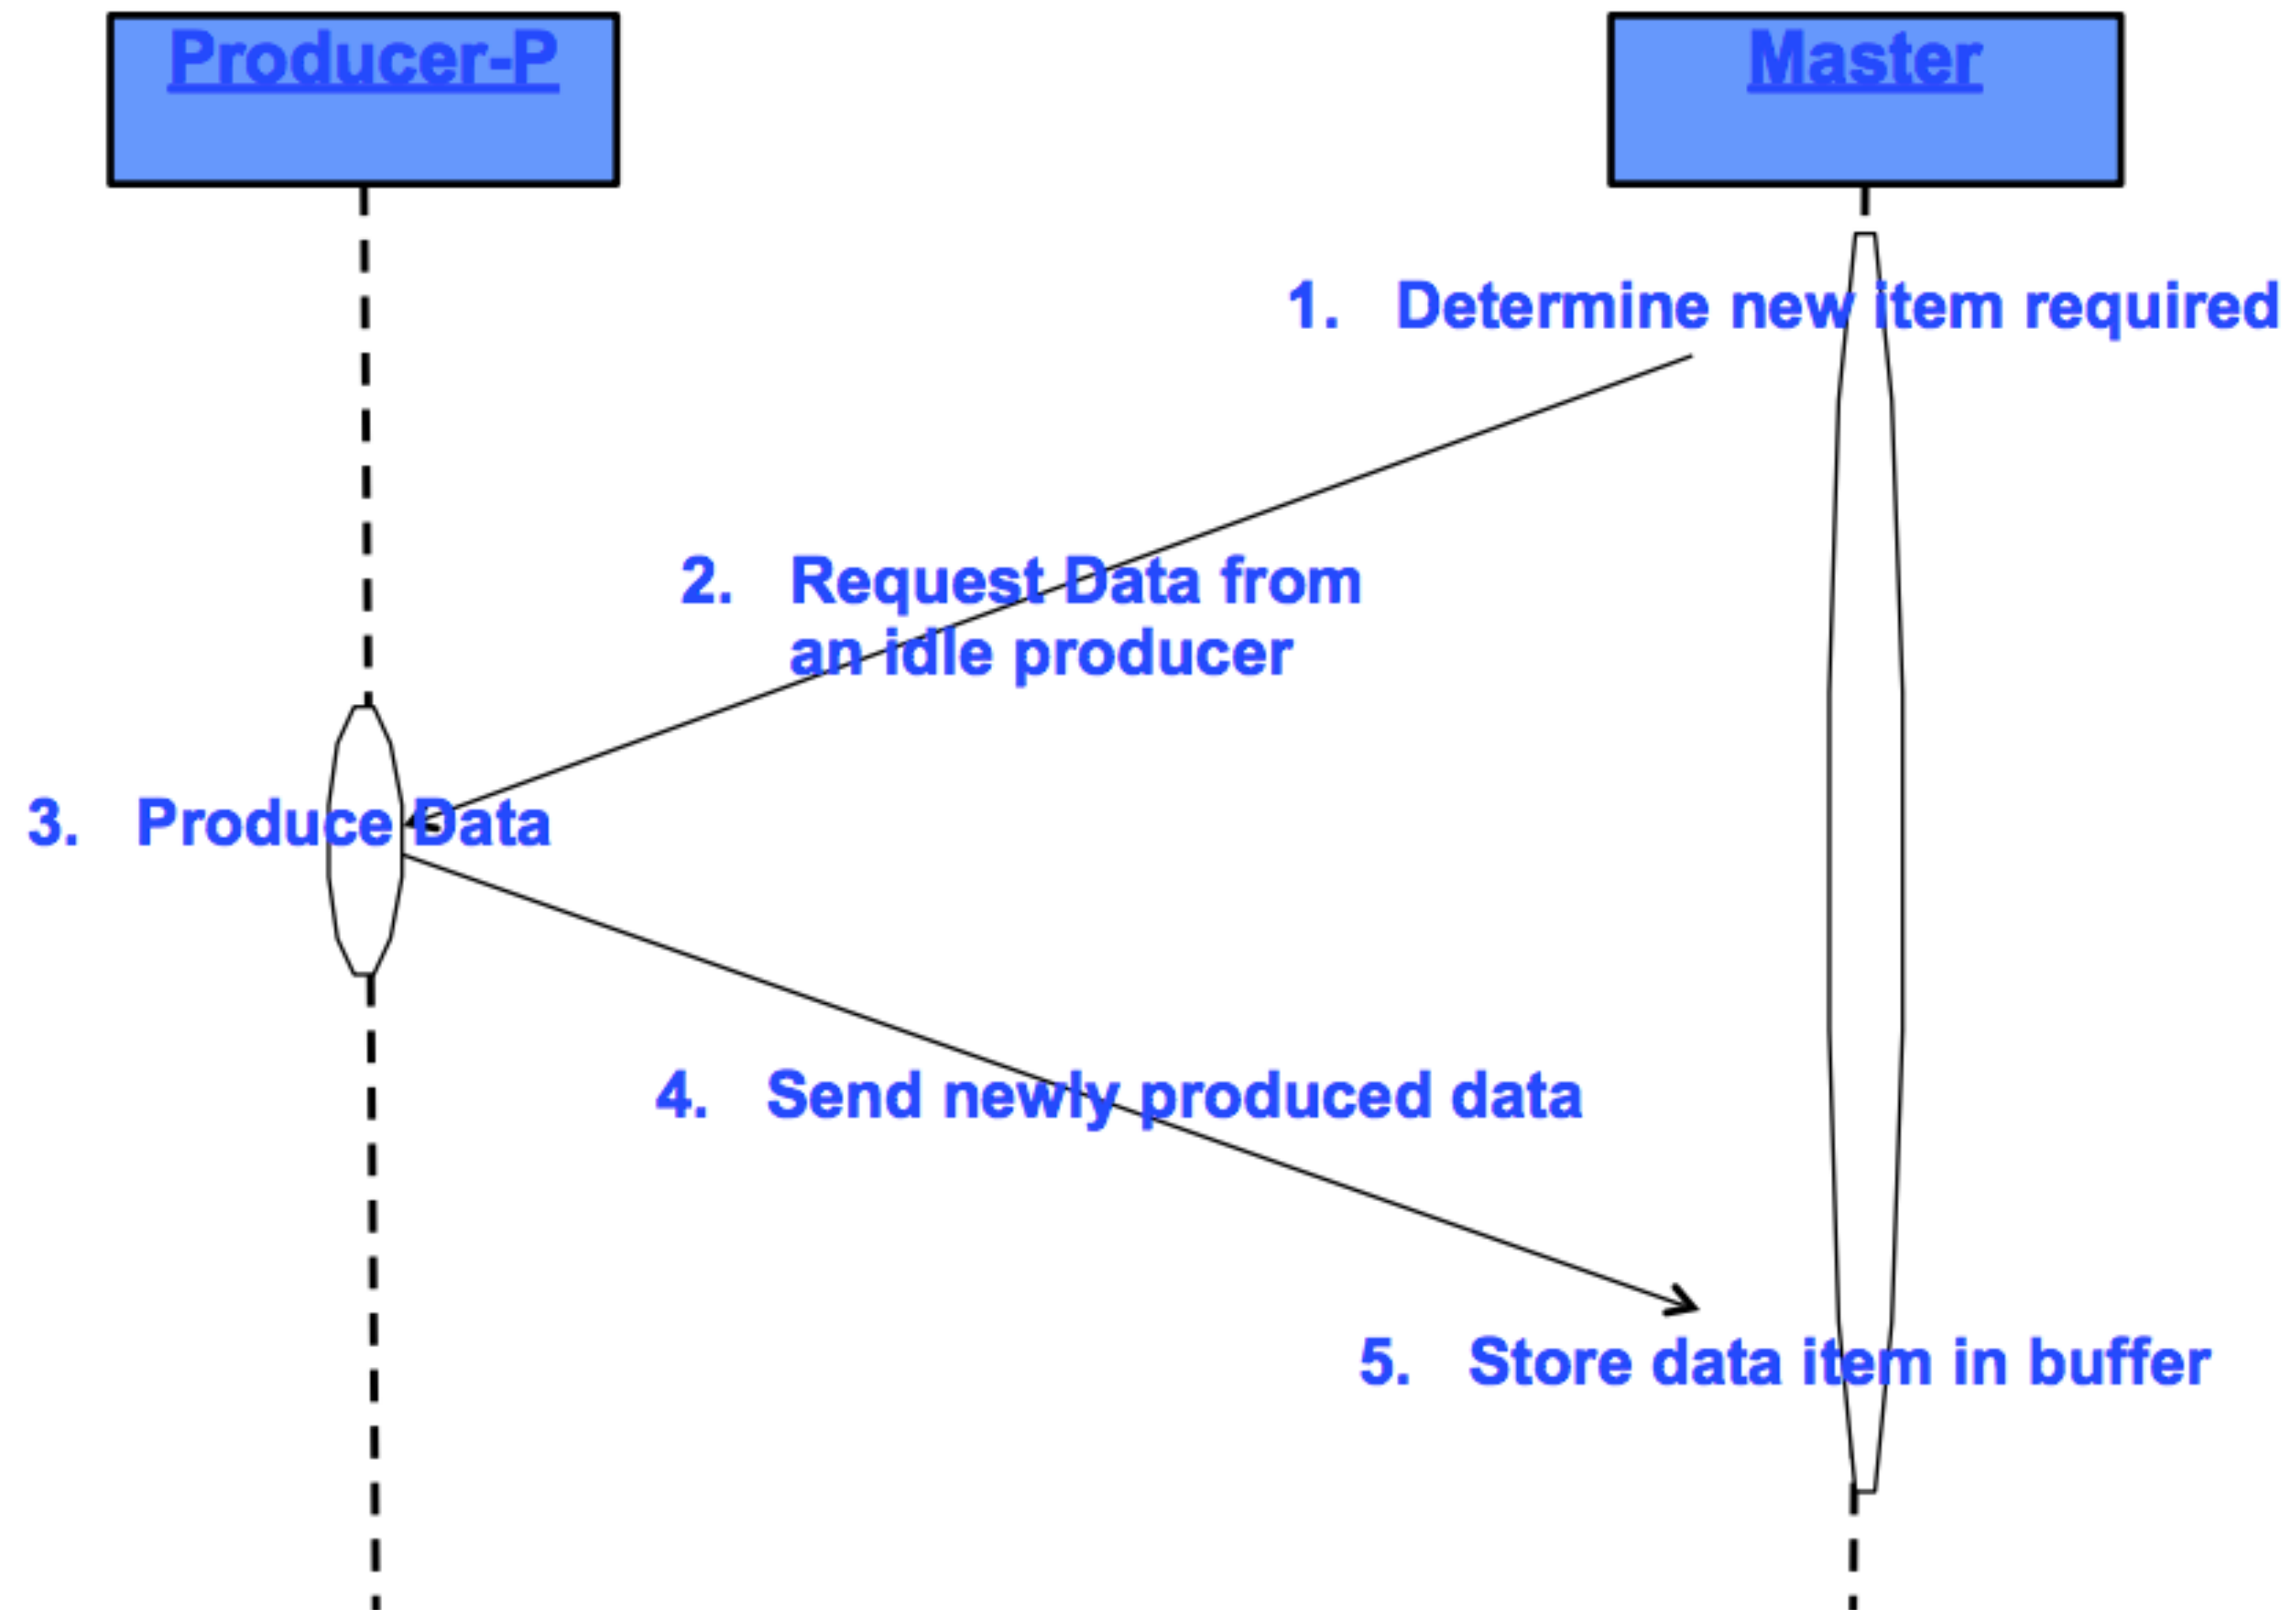 Producer-P
Master
1. Determine new item required
2. Request Data from
an idle producer
3. Produce Data
4. Send newly produced data
5. Store data item in buffer